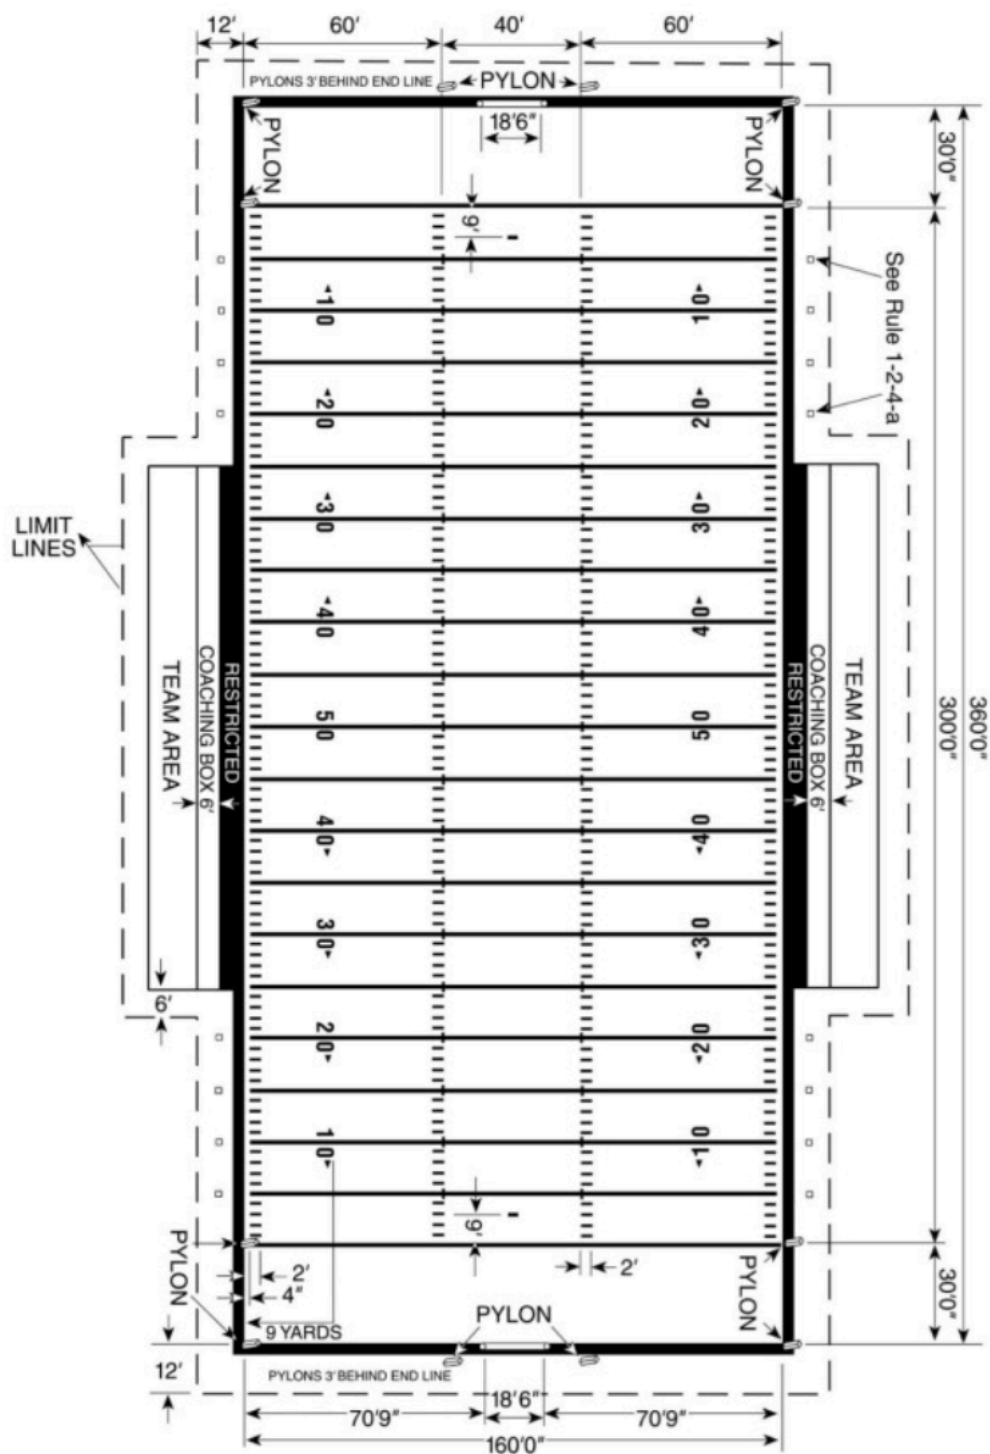 12'
60'
40'
60'
PYLONS 3' BEHIND END LINE
PYLON
18'6"
PYLON
PYLON
30'0"
9'
See Rule 1-2-4-a
10
10
20
20
30
30
LIMIT
LINES
40
40
TEAM AREA
COACHING BOX 6'
RESTRICTED
50
50
RESTRICTED
COACHING BOX 6'
TEAM AREA
300'0"
360'0"
40
40
30
30
6'
20
20
10
10
9'
PYLON
2'
4"
9 YARDS
2'
PYLON
PYLON
30'0"
12'
PYLONS 3' BEHIND END LINE
18'6"
70'9"
70'9"
160'0"